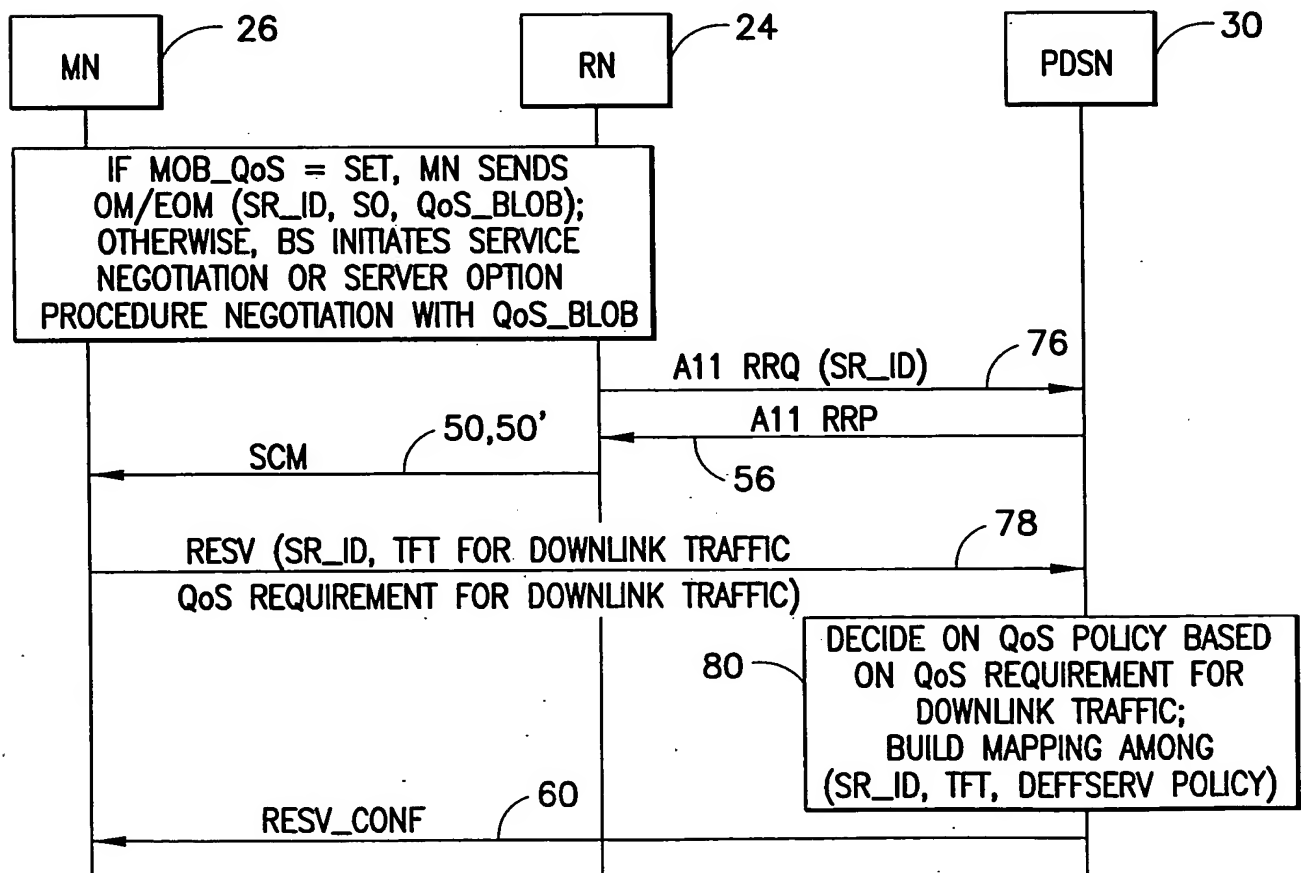 MN
26
RN
24
PDSN
30
IF MOB_QoS = SET, MN SENDS
OM/EOM (SR_ID, SO, QoS_BLOB);
OTHERWISE, BS INITIATES SERVICE
NEGOTIATION OR SERVER OPTION
PROCEDURE NEGOTIATION WITH QoS_BLOB
A11 RRQ (SR_ID)
76
A11 RRP
56
SCM
50,50'
RESV (SR_ID, TFT FOR DOWNLINK TRAFFIC
QoS REQUIREMENT FOR DOWNLINK TRAFFIC)
78
80
DECIDE ON QoS POLICY BASED
ON QoS REQUIREMENT FOR
DOWNLINK TRAFFIC;
BUILD MAPPING AMONG
(SR_ID, TFT, DEFFSERV POLICY)
RESV_CONF
60